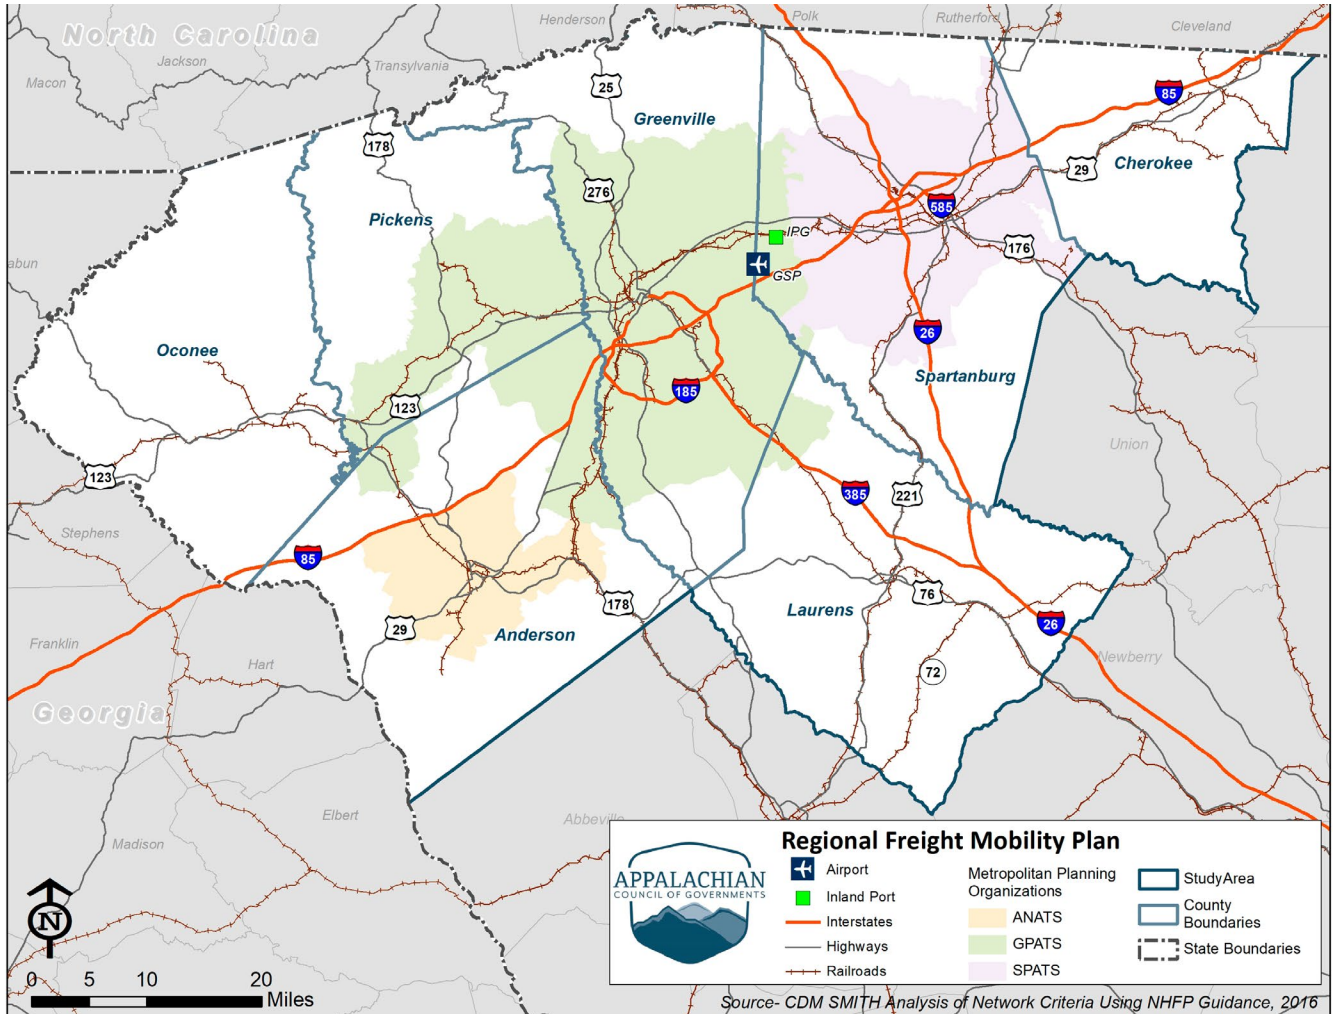 North Carolina
Henderson
Polk
Rutherford
Cleveland
Jackson
Transylvania
Macon
25
85
Greenville
178
Cherokee
29
276
585
Pickens
IPG
176
abun
GSP
26
Oconee
Spartanburg
185
123
Union
123
385
221
Stephens
85
76
178
Laurens
26
29
Anderson
Franklin
Hart
Newberry
72
Georgia
Elbert
Abbeville
Madison
N
0 5 10 20
Miles
APPALACHIAN
COUNCIL OF GOVERNMENTS
Regional Freight Mobility Plan
Airport
Inland Port
Interstates
Highways
Railroads
Metropolitan Planning
Organizations
ANATS
GPATS
SPATS
StudyArea
County
Boundaries
State Boundaries
Source- CDM SMITH Analysis of Network Criteria Using NHFP Guidance, 2016